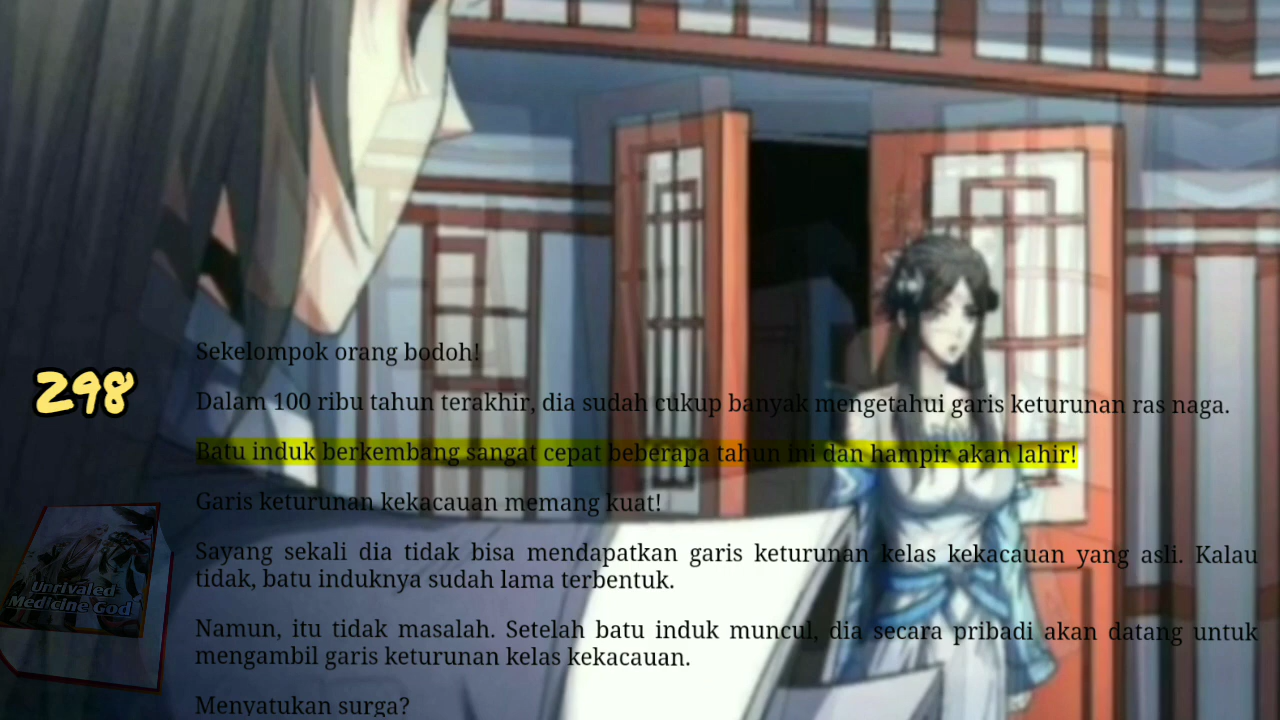 Sekelompok orang bodoh!
298
Dalam 100 ribu tahun terakhir, dia sudah cukup banyak mengetahui garis keturunan ras naga.
Batu induk berkembang sangat cepat beberapa tahun ini dan hampir akan lahir!
Garis keturunan kekacauan memang kuat!
Sayang sekali dia tidak bisa mendapatkan garis keturunan kelas kekacauan yang asli. Kalau
tidak, batu induknya sudah lama terbentuk.
Unrivaled
Medicine God
Namun, itu tidak masalah. Setelah batu induk muncul, dia secara pribadi akan datang untuk
mengambil garis keturunan kelas kekacauan.
Menyatukan surga?